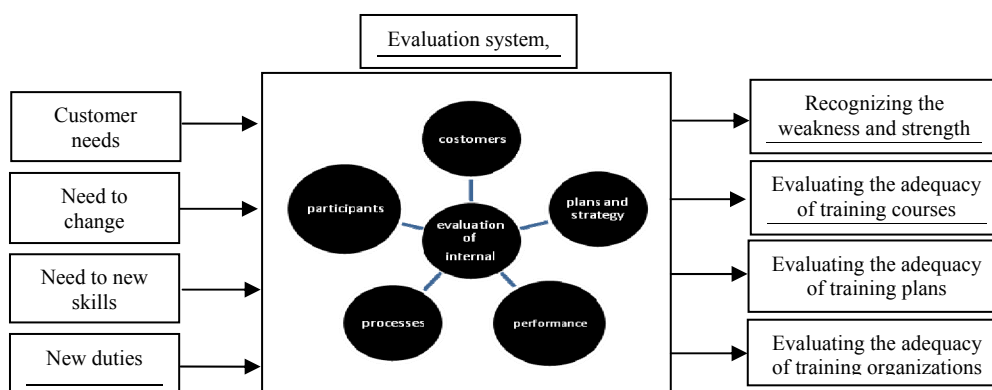 Evaluation system,
Customer
needs
Need to
change
Need to new
skills
New duties
costomers
participants
plans and
strategy
evaluation
of
internal
processes
performance
Recognizing the
weakness and strength
Evaluating the adequacy
of training courses
Evaluating the adequacy
of training plans
Evaluating the adequacy
of training organizations